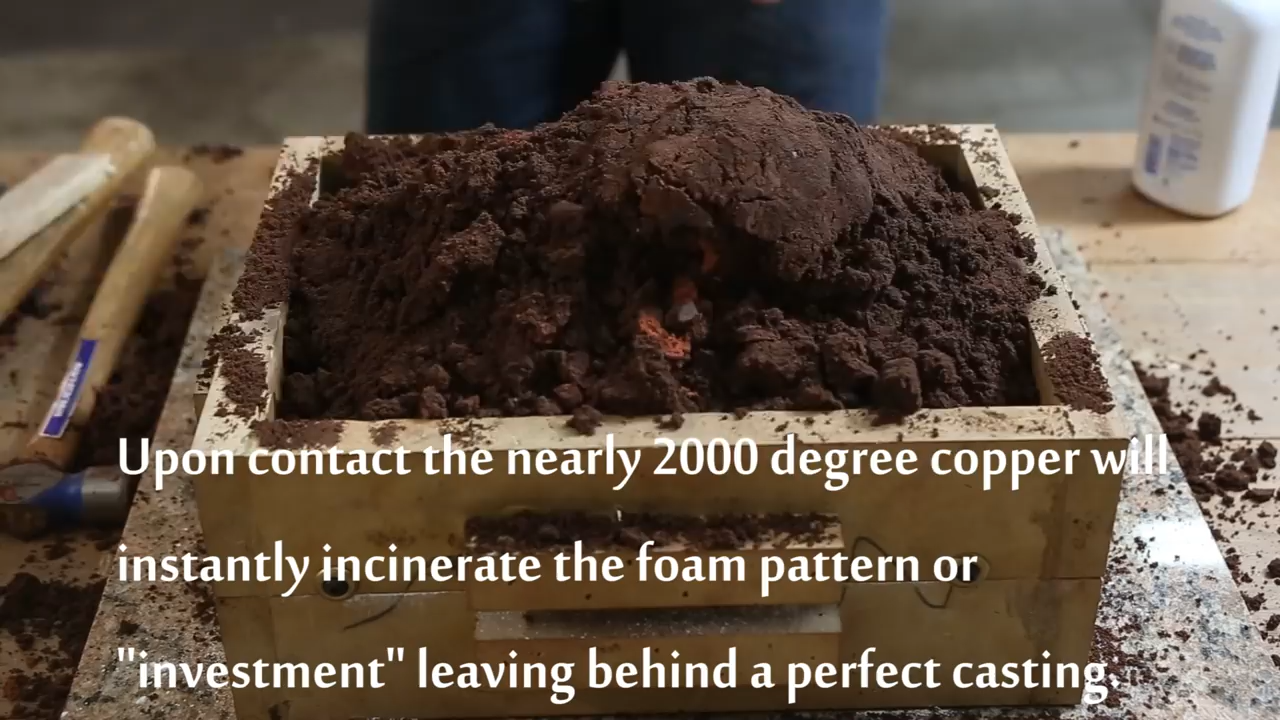 Upon contact the nearly 2000 degree copper will
instantly incinerate the foam pattern or
"investment" leaving behind a perfect casting.